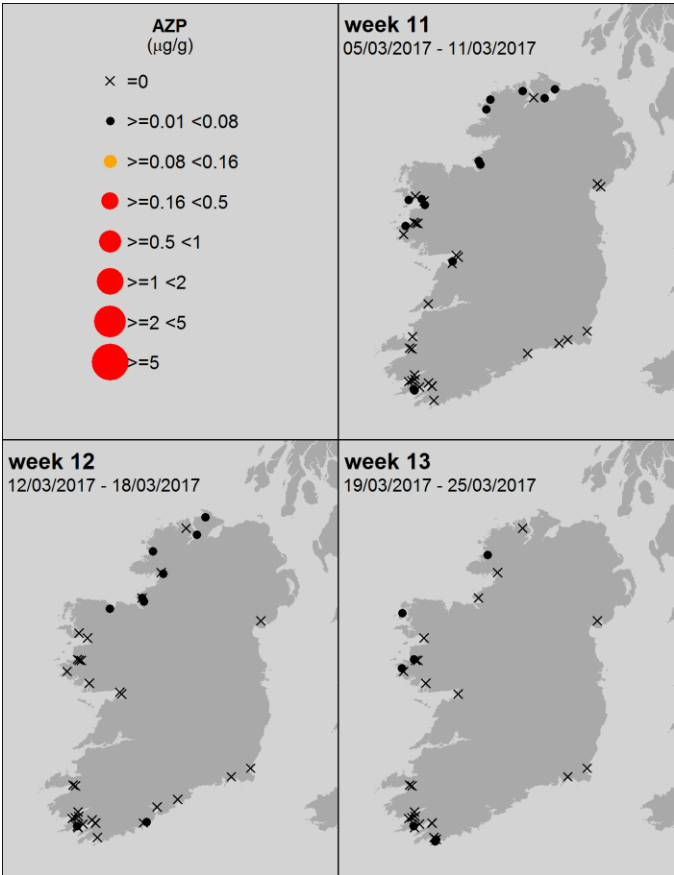 AZP
(µg/g)
=0
>=0.01 <0.08
>=0.08 <0.16
>=0.16 <0.5
>=0.5 <1
>=1 <2
>=2 <5
>=5
week 11
05/03/2017 - 11/03/2017
week 12
12/03/2017 - 18/03/2017
week 13
19/03/2017 - 25/03/2017